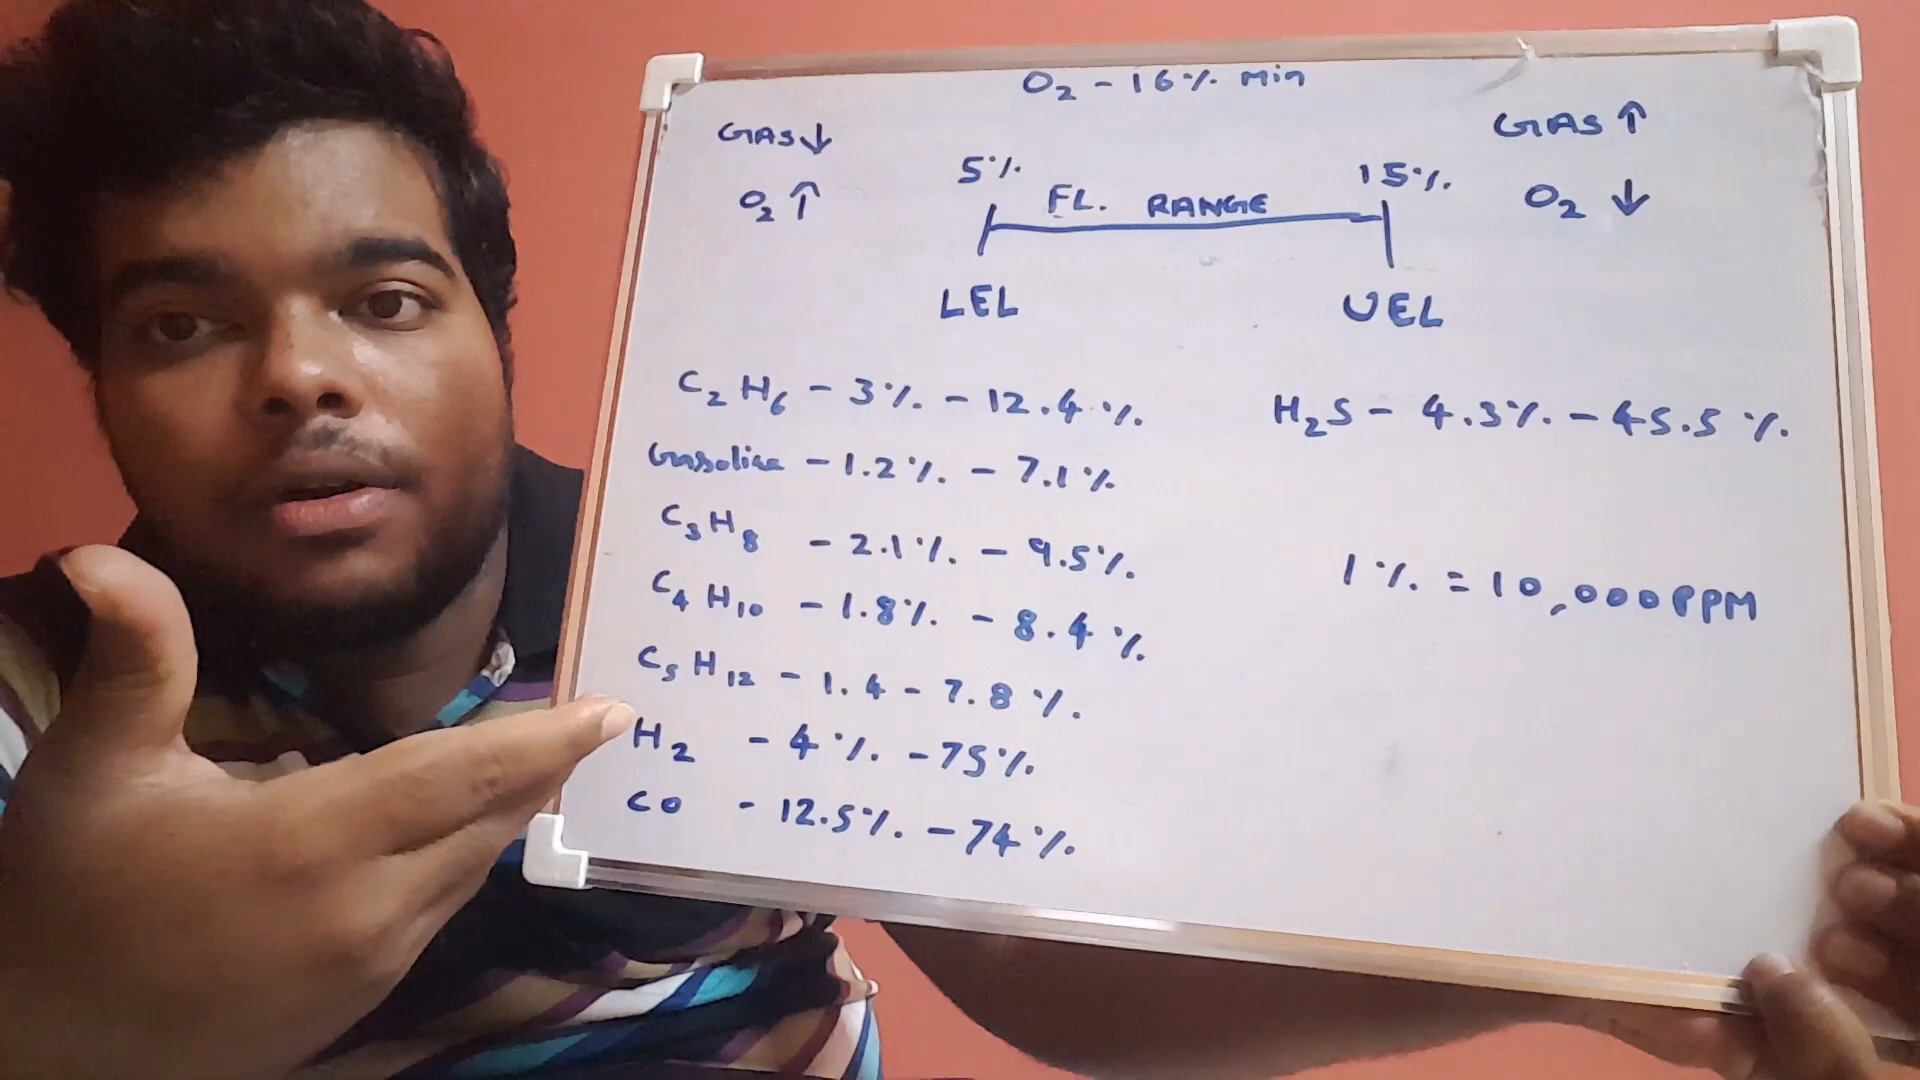 O₂ - 16% Min
GAS↓
GAS↑
5%
15%
O₂↑
FL. RANGE
O₂ ↓
LEL
UEL
C₂H₆ - 3% - 12.4%
H₂S - 4.3% - 45.5%
Gasoline - 1.2% - 7.1%
C₃H₈ - 2.1% - 9.5%
1% = 10,000PPM
C₄H₁₀ - 1.8% - 8.4%
C₅H₁₂ - 1.4 - 7.8%
H₂ - 4% - 75%
CO - 12.5% - 74%